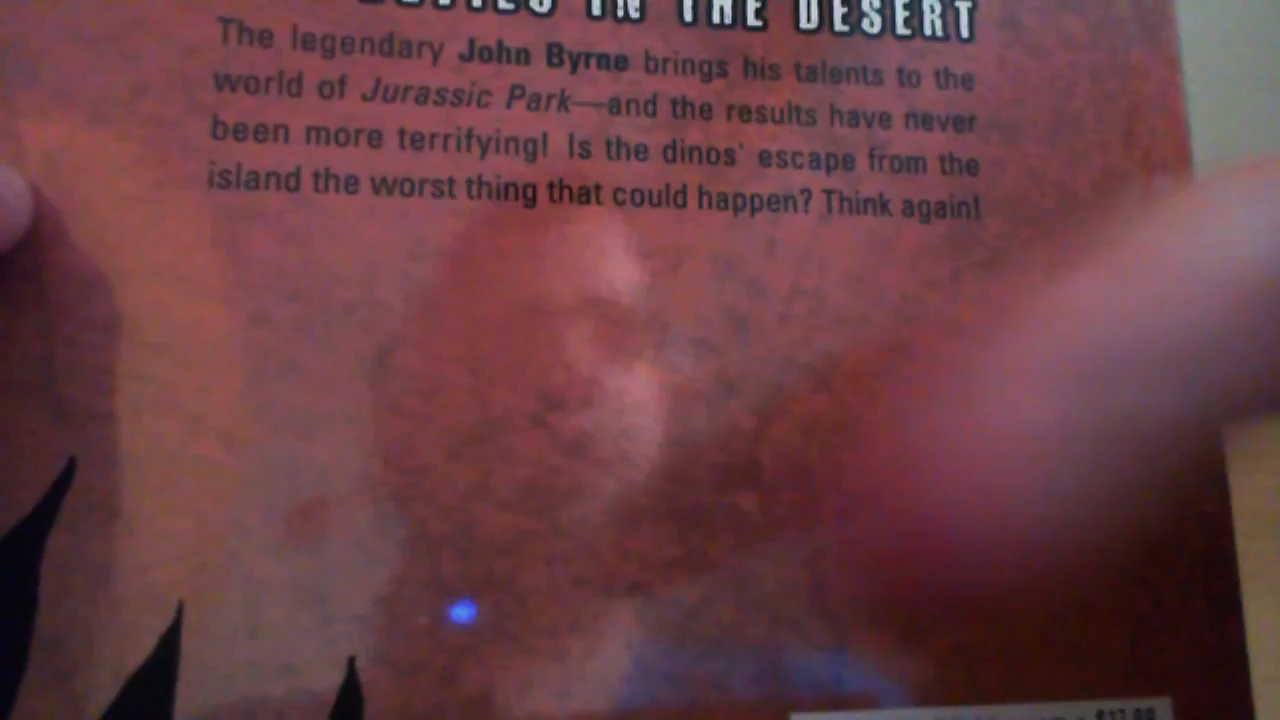 IN THE DESERT
The legendary John Byrne brings his talents to the
world of Jurassic Park—and the results have never
been more terrifying! Is the dinos' escape from the
island the worst thing that could happen? Think again!